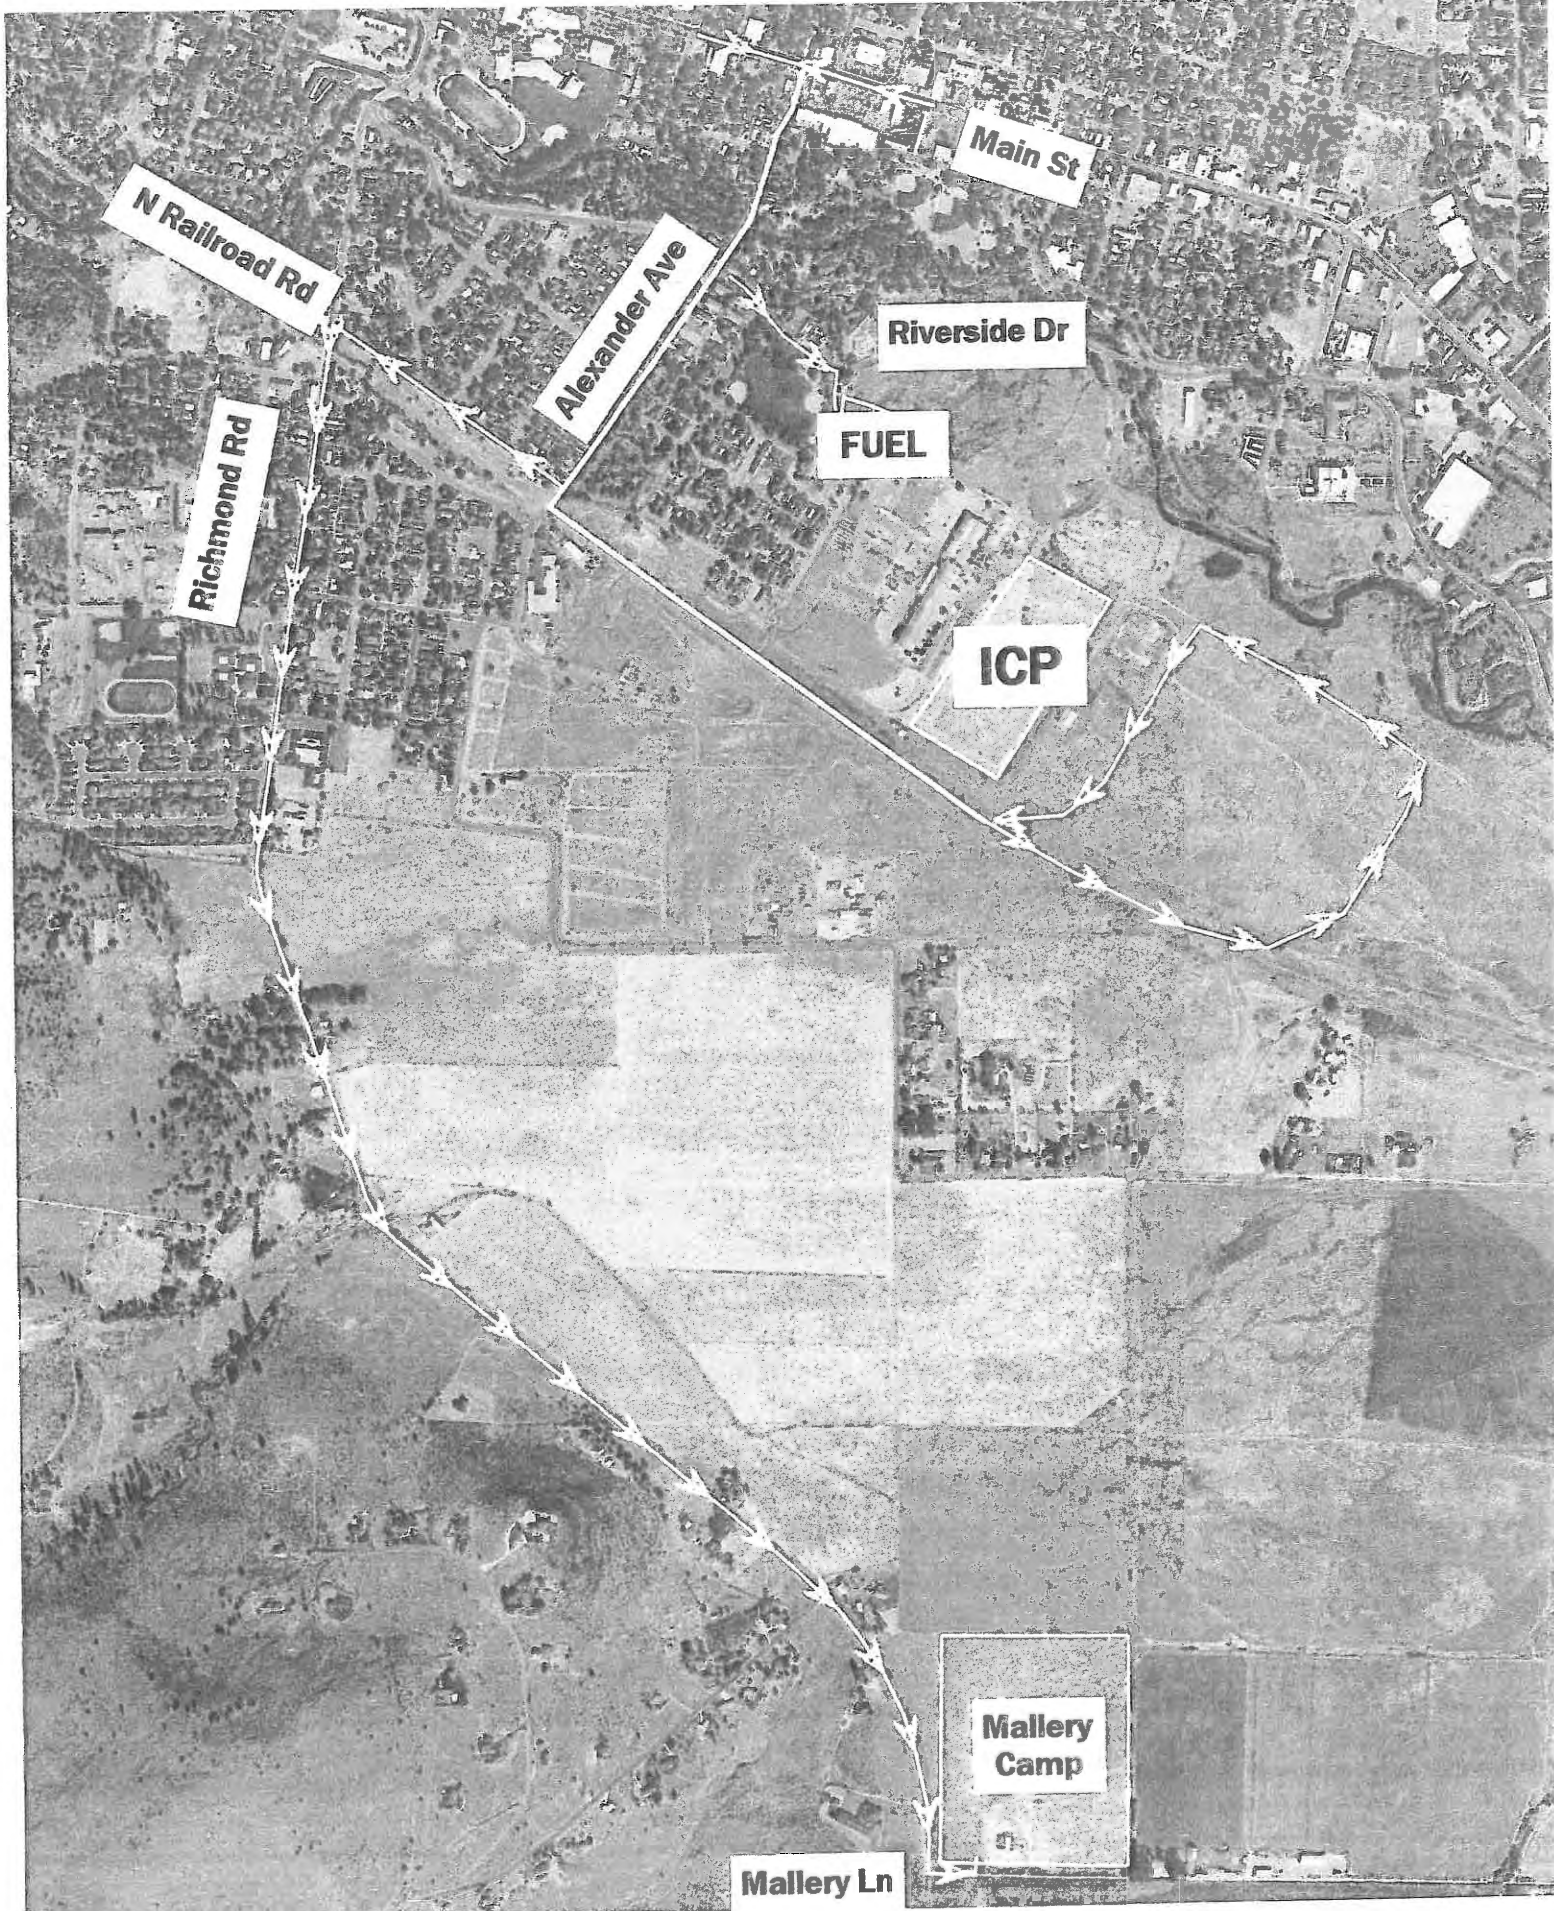 Main St
N Railroad Rd
Alexander Ave
Riverside Dr
FUEL
Richmond Rd
ICP
Mallery
Camp
Mallery Ln